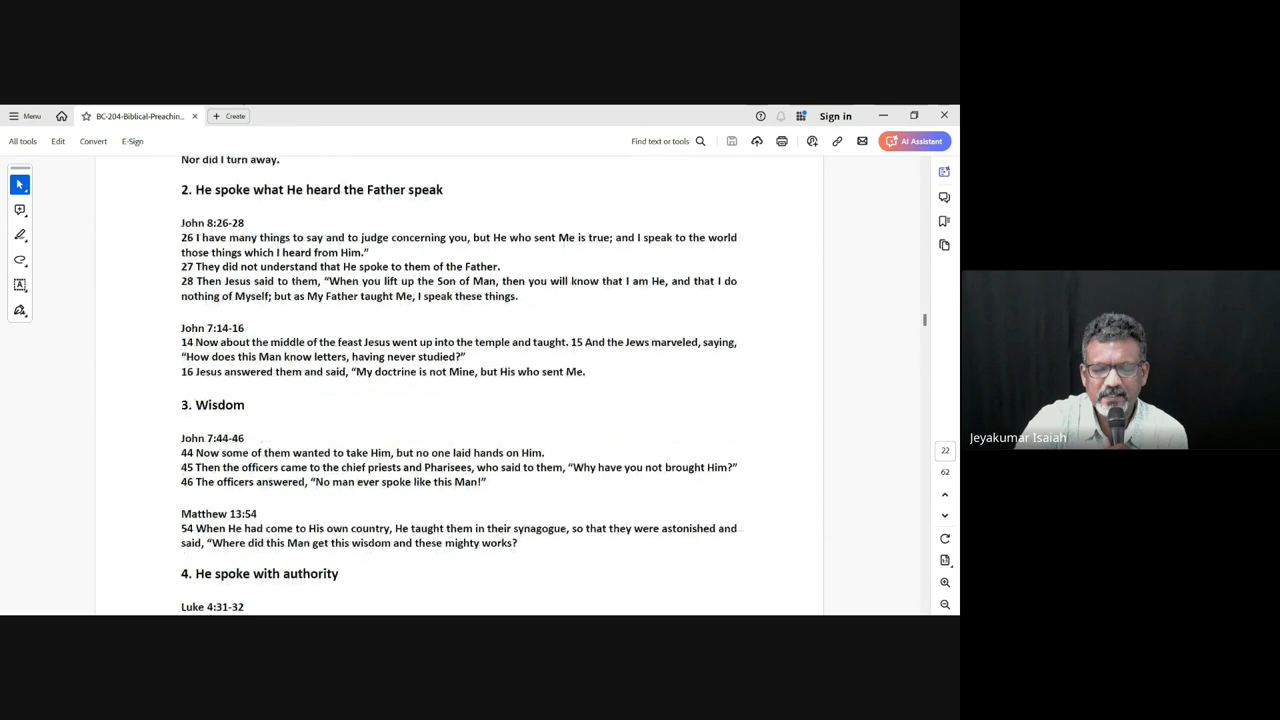 Menu
BC-204-Biblical-Preachin...
Create
Sign in
All tools
Edit
Convert
E-Sign
Find text or tools
AI Assistant
Nor did I turn away.
2. He spoke what He heard the Father speak
John 8:26-28
26 I have many things to say and to judge concerning you, but He who sent Me is true; and I speak to the world
those things which I heard from Him.”
27 They did not understand that He spoke to them of the Father.
28 Then Jesus said to them, “When you lift up the Son of Man, then you will know that I am He, and that I do
nothing of Myself; but as My Father taught Me, I speak these things.
John 7:14-16
14 Now about the middle of the feast Jesus went up into the temple and taught. 15 And the Jews marveled, saying,
“How does this Man know letters, having never studied?”
16 Jesus answered them and said, “My doctrine is not Mine, but His who sent Me.
3. Wisdom
John 7:44-46
44 Now some of them wanted to take Him, but no one laid hands on Him.
45 Then the officers came to the chief priests and Pharisees, who said to them, “Why have you not brought Him?”
46 The officers answered, “No man ever spoke like this Man!”
Matthew 13:54
54 When He had come to His own country, He taught them in their synagogue, so that they were astonished and
said, “Where did this Man get this wisdom and these mighty works?
4. He spoke with authority
Luke 4:31-32
22
62
Jeyakumar Isaiah